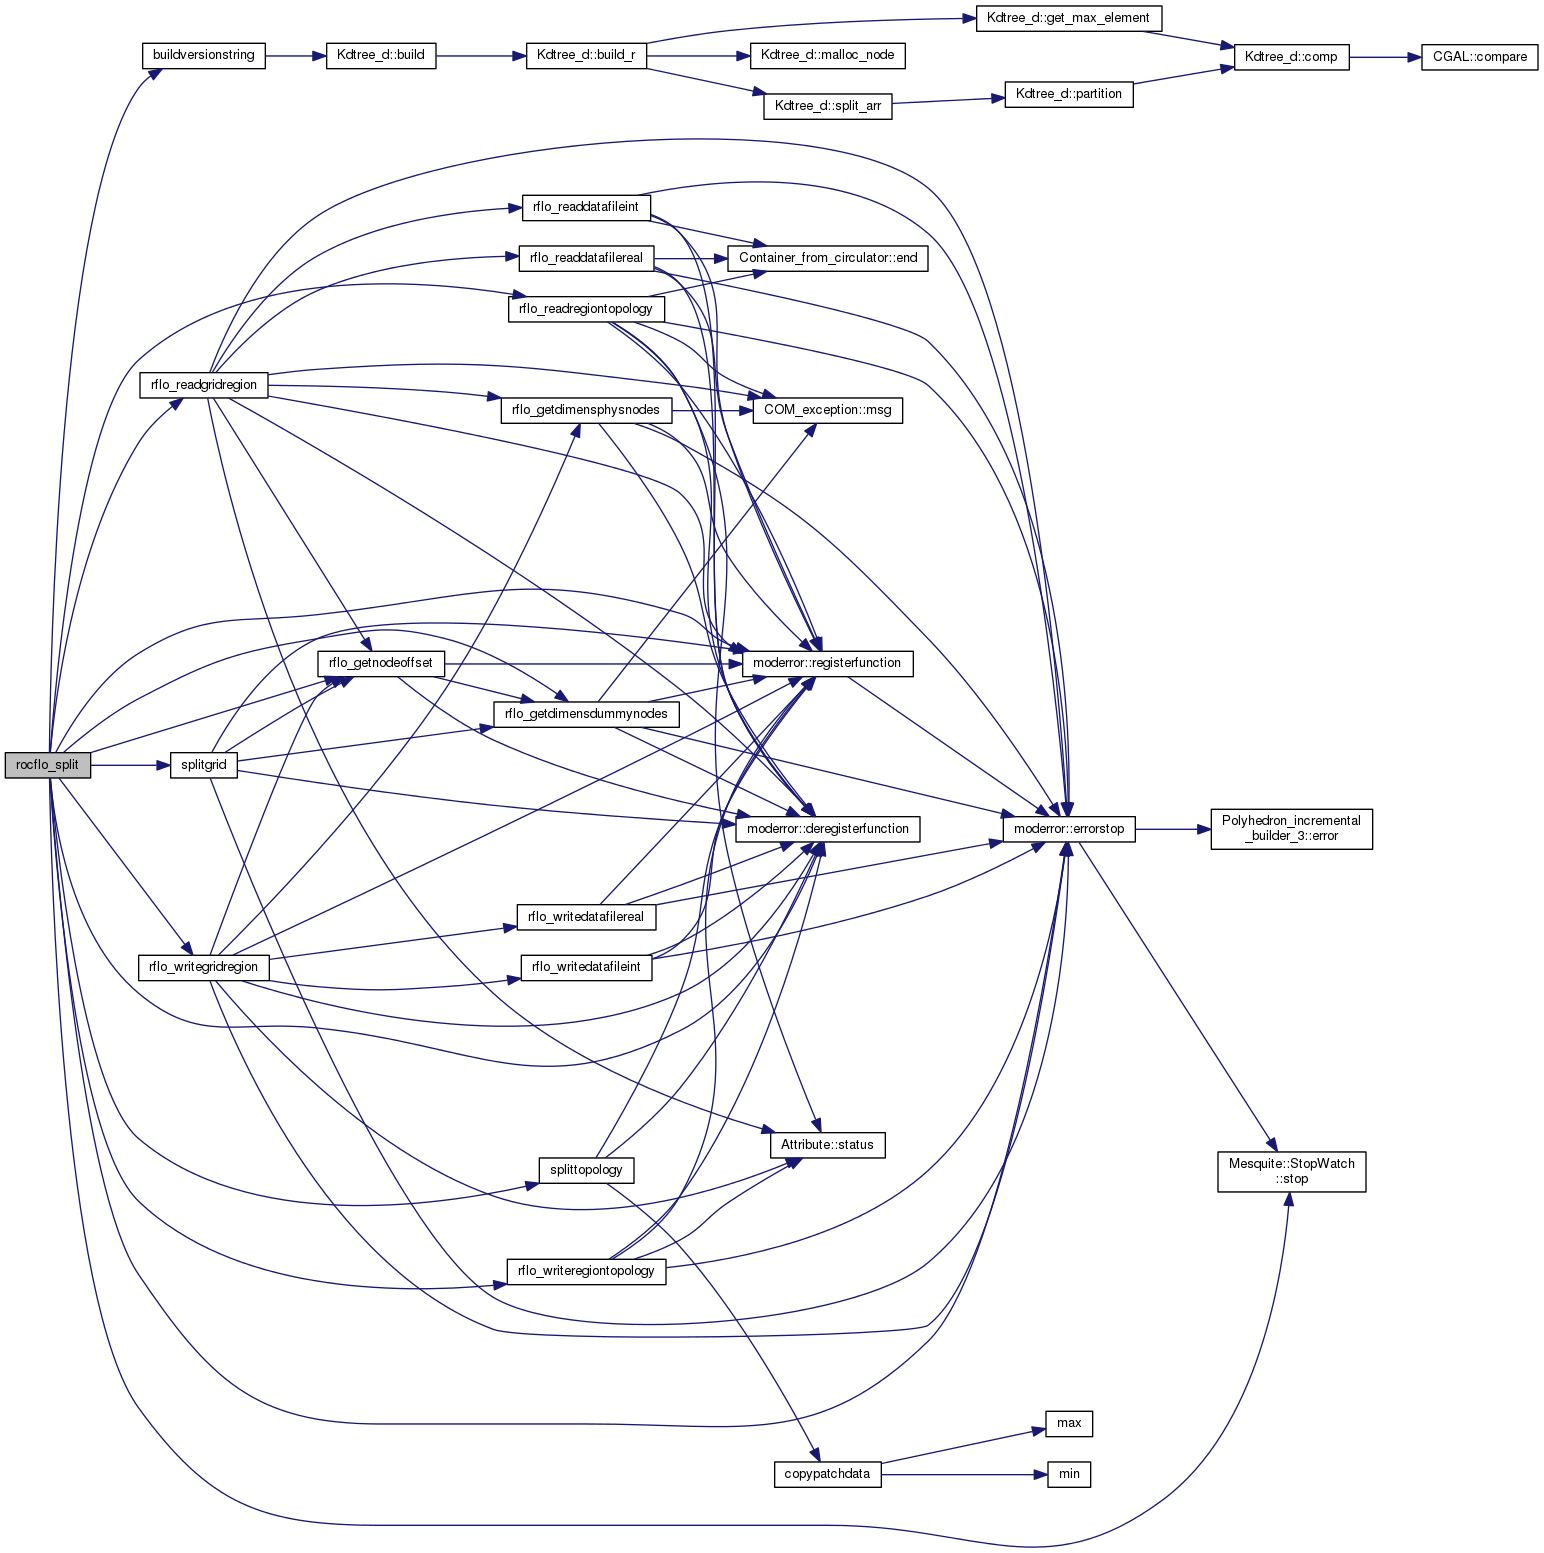 Kdtree_d::get_max_element
buildversionstring
Kdtree_d::build
Kdtree_d::build_r
Kdtree_d::malloc_node
Kdtree_d::comp
CGAL::compare
Kdtree_d::split_arr
Kdtree_d::partition
rflo_readdatafileint
rflo_readdatafilereal
Container_from_circulator::end
rflo_readregiontopology
rflo_readgridregion
rflo_getdimensphysnodes
COM_exception::msg
rflo_getnodeoffset
moderror::registerfunction
rflo_getdimensdummynodes
rocflo_split
splitgrid
moderror::deregisterfunction
moderror::errorstop
Polyhedron_incremental
_builder_3::error
rflo_writedatafilereal
rflo_writegridregion
rflo_writedatafileint
Attribute::status
splittopology
Mesquite::StopWatch
::stop
rflo_writeregiontopology
max
copypatchdata
min